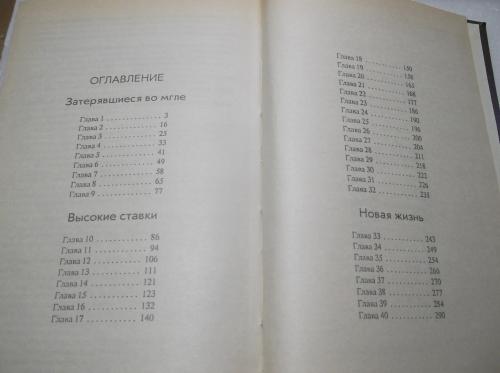 ОГЛАВЛЕНИЕ
Затерявшиеся во мгле
Глава 1 . . . . . . . . . . . 3
Глава 2 . . . . . . . . . . . 16
Глава 3 . . . . . . . . . . . 25
Глава 4 . . . . . . . . . . . 33
Глава 5 . . . . . . . . . . . 41
Глава 6 . . . . . . . . . . . 49
Глава 7 . . . . . . . . . . . 58
Глава 8 . . . . . . . . . . . 65
Глава 9 . . . . . . . . . . . 77
Высокие ставки
Глава 10 . . . . . . . . . . . 86
Глава 11 . . . . . . . . . . . 94
Глава 12 . . . . . . . . . . . 106
Глава 13 . . . . . . . . . . . 111
Глава 14 . . . . . . . . . . . 121
Глава 15 . . . . . . . . . . . 123
Глава 16 . . . . . . . . . . . 132
Глава 17 . . . . . . . . . . . 140
Глава 18 . . . . . . . . . . . 150
Глава 19 . . . . . . . . . . . 158
Глава 20 . . . . . . . . . . . 163
Глава 21 . . . . . . . . . . . 168
Глава 22 . . . . . . . . . . . 177
Глава 23 . . . . . . . . . . . 186
Глава 24 . . . . . . . . . . . 190
Глава 25 . . . . . . . . . . . 196
Глава 26 . . . . . . . . . . . 200
Глава 27 . . . . . . . . . . . 204
Глава 28 . . . . . . . . . . . 211
Глава 29 . . . . . . . . . . . 218
Глава 30 . . . . . . . . . . . 222
Глава 31 . . . . . . . . . . . 226
Глава 32 . . . . . . . . . . .
Новая жизнь
Глава 33 . . . . . . . . . . . 243
Глава 34 . . . . . . . . . . . 249
Глава 35 . . . . . . . . . . . 254
Глава 36 . . . . . . . . . . . 260
Глава 37 . . . . . . . . . . . 270
Глава 38 . . . . . . . . . . . 277
Глава 39 . . . . . . . . . . . 284
Глава 40 . . . . . . . . . . . 290